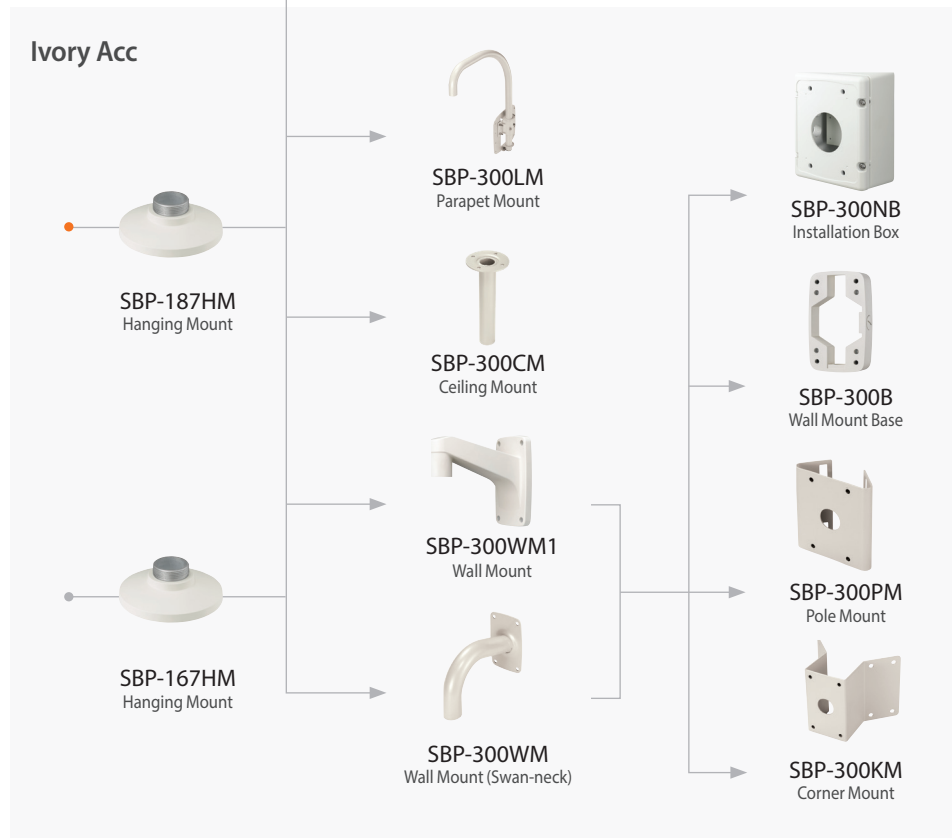 Ivory Acc
SBP-187HM
Hanging Mount
SBP-167HM
Hanging Mount
SBP-300LM
Parapet Mount
SBP-300CM
Ceiling Mount
SBP-300WM1
Wall Mount
SBP-300WM
Wall Mount (Swan-neck)
SBP-300NB
Installation Box
SBP-300B
Wall Mount Base
SBP-300PM
Pole Mount
SBP-300KM
Corner Mount